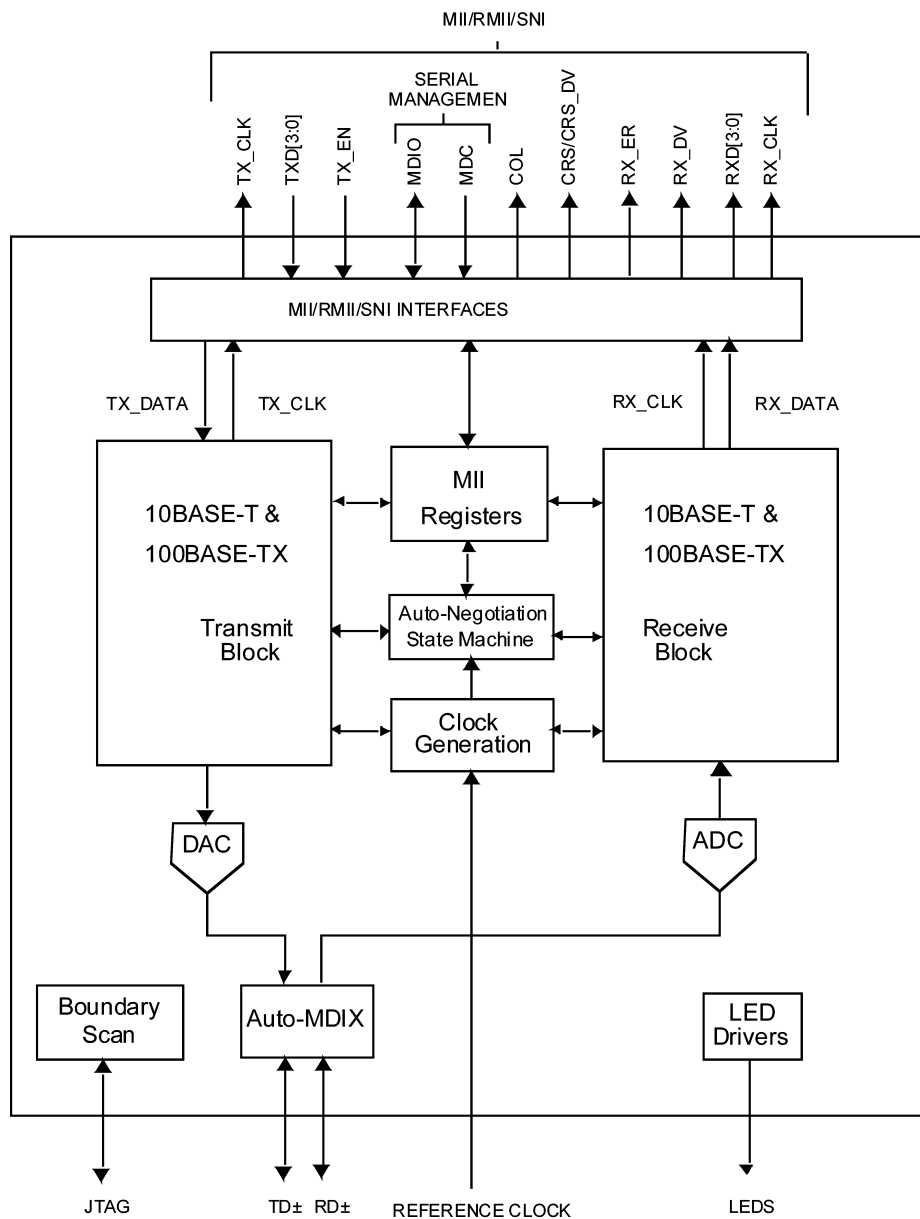 MII/RMII/SNI
SERIAL
MANAGEMEN
TX_CLK
TXD[3:0]
TX_EN
MDIO
MDC
COL
CRS/CRS_DV
RX_ER
RX_DV
RXD[3:0]
RX_CLK
MII/RMII/SNI INTERFACES
TX_DATA
TX_CLK
RX_CLK
RX_DATA
10BASE-T &
100BASE-TX
Transmit
Block
MII
Registers
Auto-Negotiation
State Machine
Clock
Generation
10BASE-T &
100BASE-TX
Receive
Block
DAC
ADC
Boundary
Scan
Auto-MDIX
LED
Drivers
JTAG
TD±
RD±
REFERENCE CLOCK
LEDS